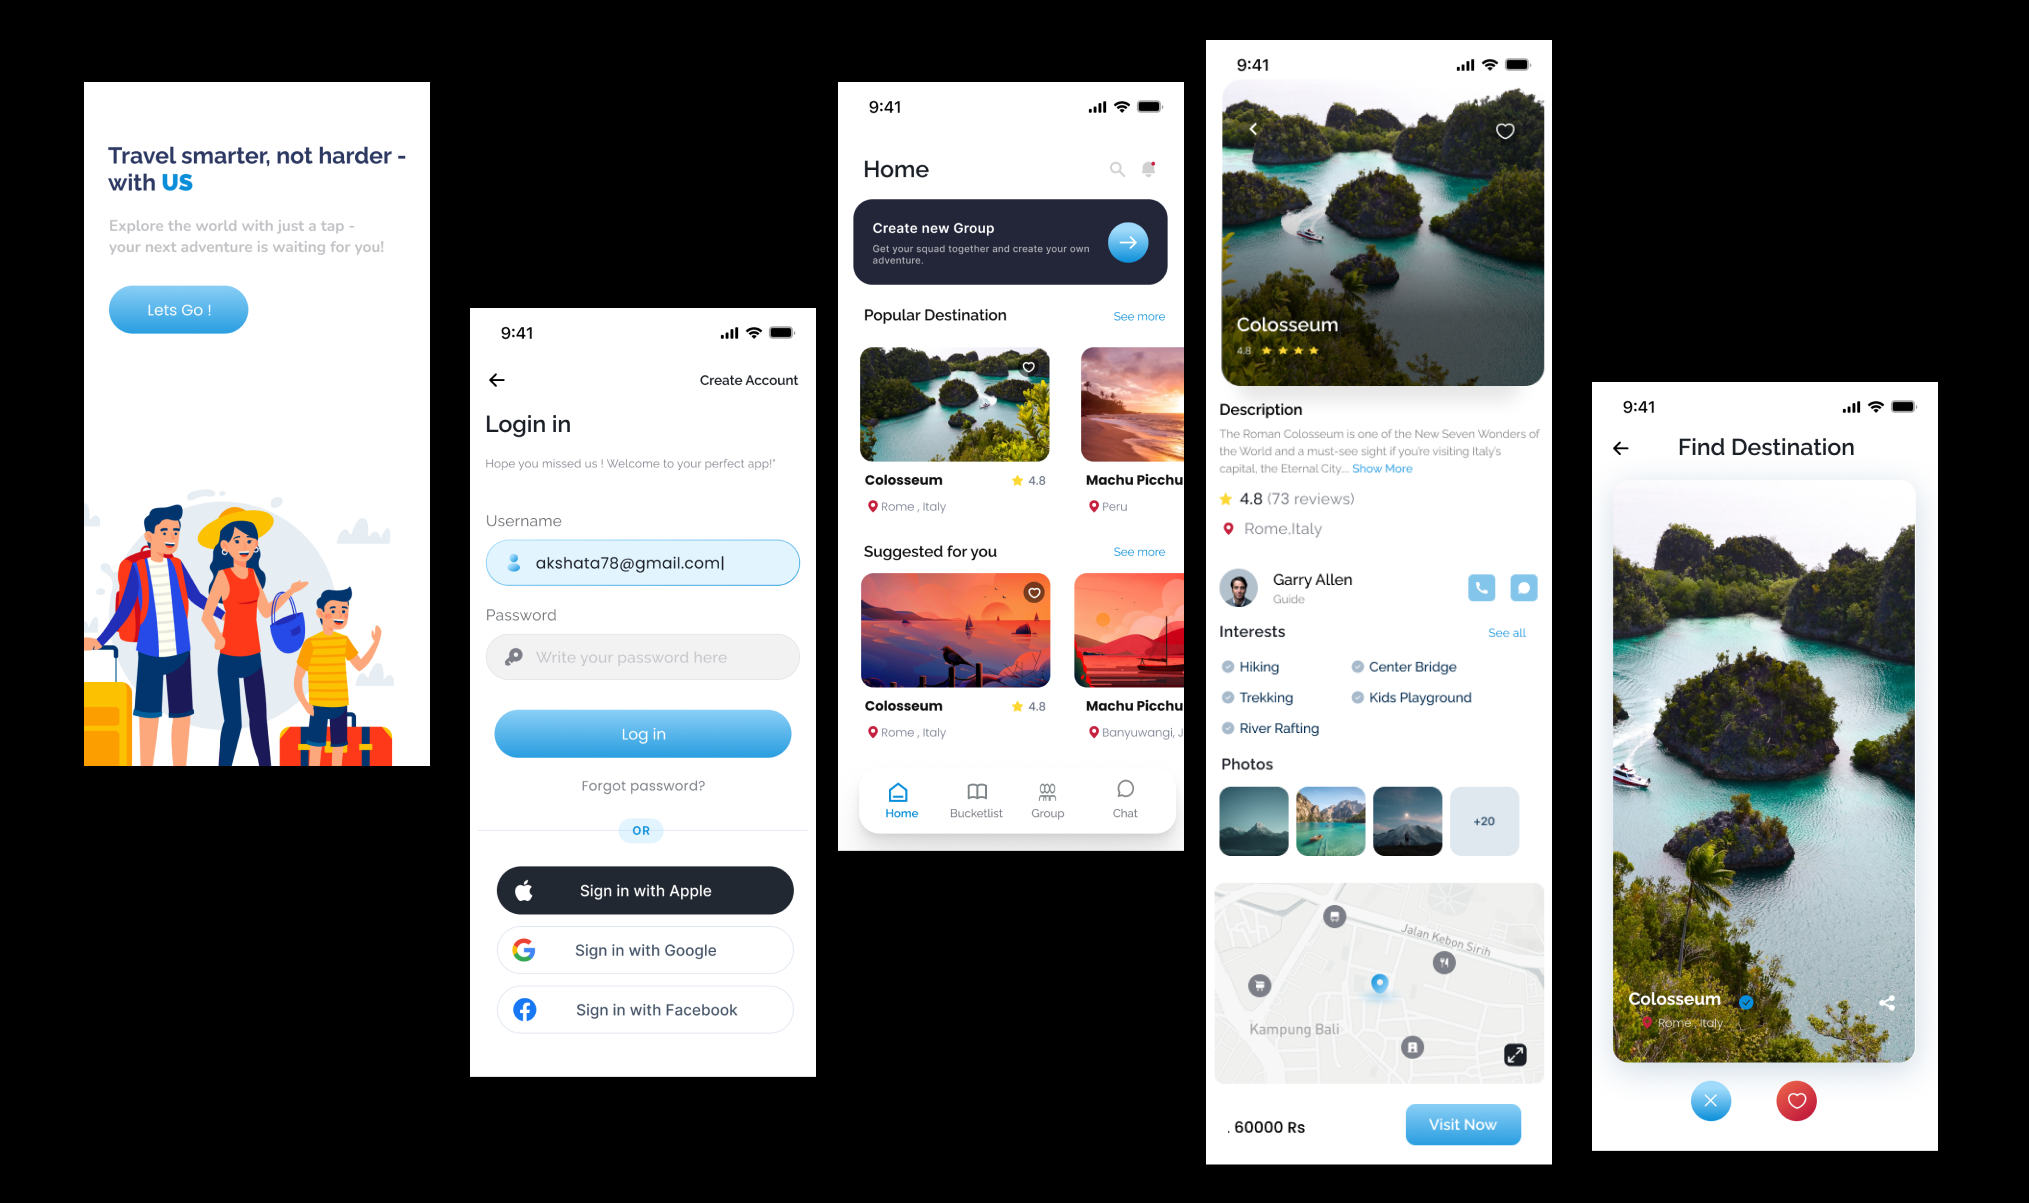 Travel smarter, not harder -
with US
Explore the world with just a tap -
your next adventure is waiting for you!
Lets Go !
9:41
Create Account
Login in
Hope you missed us ! Welcome to your perfect app!"
Username
akshata78@gmail.com|
Password
Write your password here
Log in
Forgot password?
OR
Sign in with Apple
Sign in with Google
Sign in with Facebook
9:41
Home
Create new Group
Get your squad together and create your own
adventure.
Popular Destination See more
Colosseum 4.8 Machu Picchu
Rome , Italy Peru
Suggested for you See more
Colosseum 4.8 Machu Picchu
Rome , Italy Banyuwangi, J
Home Bucketlist Group Chat
9:41
Colosseum
4.8
Description
The Roman Colosseum is one of the New Seven Wonders of
the World and a must-see sight if you're visiting Italy's
capital, the Eternal City... Show More
4.8 (73 reviews)
Rome,Italy
Garry Allen
Guide
Interests See all
Hiking Center Bridge
Trekking Kids Playground
River Rafting
Photos
+20
Jalan Kebon Sirih
Kampung Bali
. 60000 Rs Visit Now
9:41
Find Destination
Colosseum
Rome , Italy